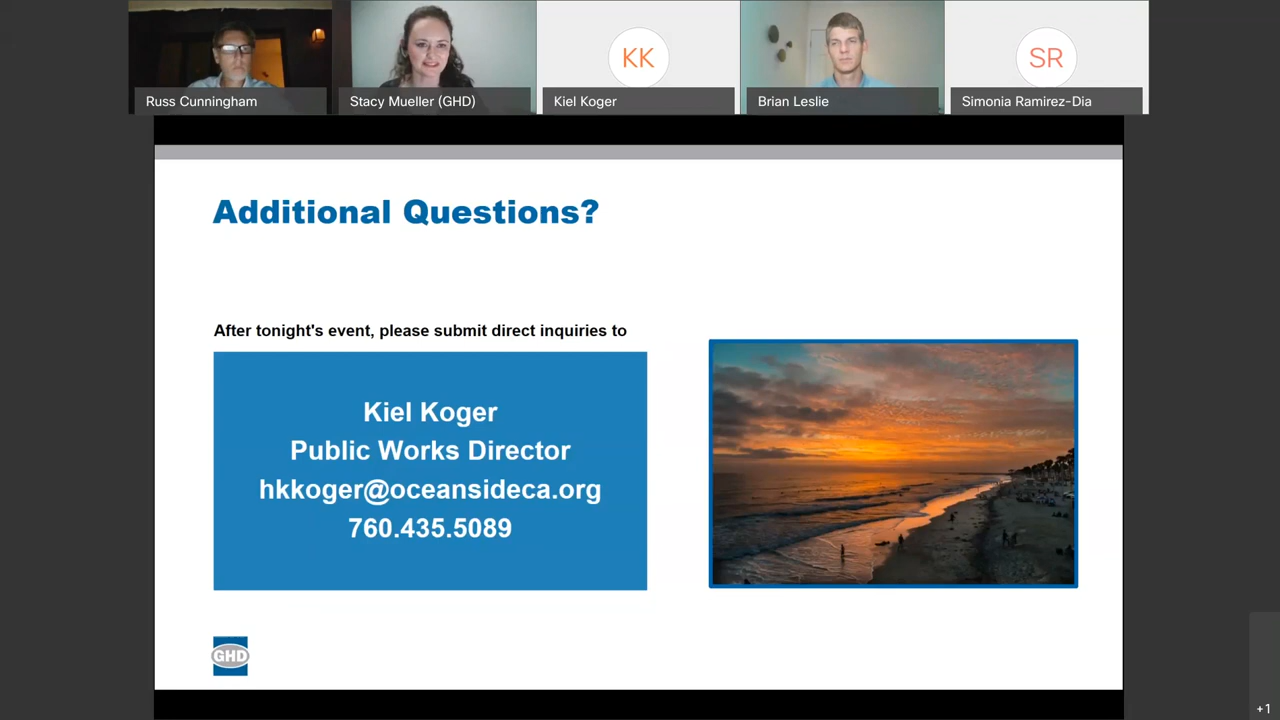 KK
SR
Russ Cunningham
Stacy Mueller (GHD)
Kiel Koger
Brian Leslie
Simonia Ramirez-Dia
Additional Questions?
After tonight's event, please submit direct inquiries to
Kiel Koger
Public Works Director
hkkoger@oceansideca.org
760.435.5089
GHD
+1